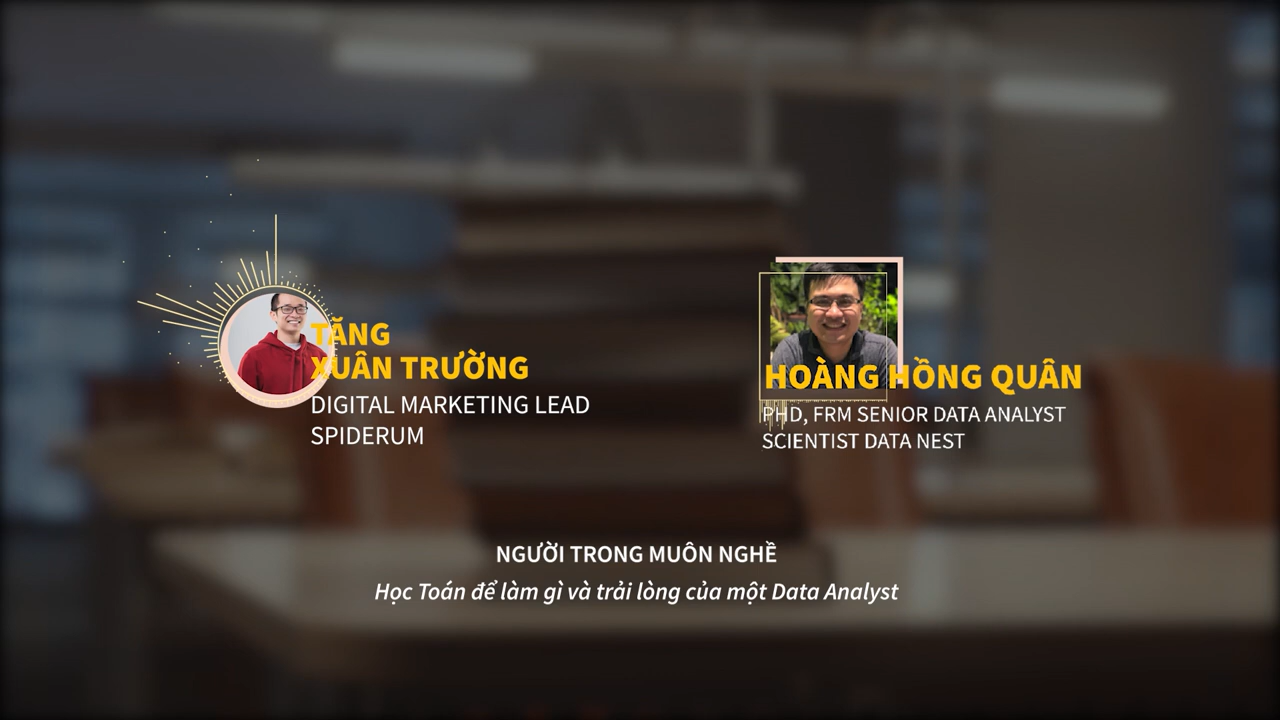 TĂNG
XUÂN TRƯỜNG
DIGITAL MARKETING LEAD
SPIDERUM
HOÀNG HỒNG QUÂN
PHD, FRM SENIOR DATA ANALYST
SCIENTIST DATA NEST
NGƯỜI TRONG MUÔN NGHỀ
Học Toán để làm gì và trải lòng của một Data Analyst